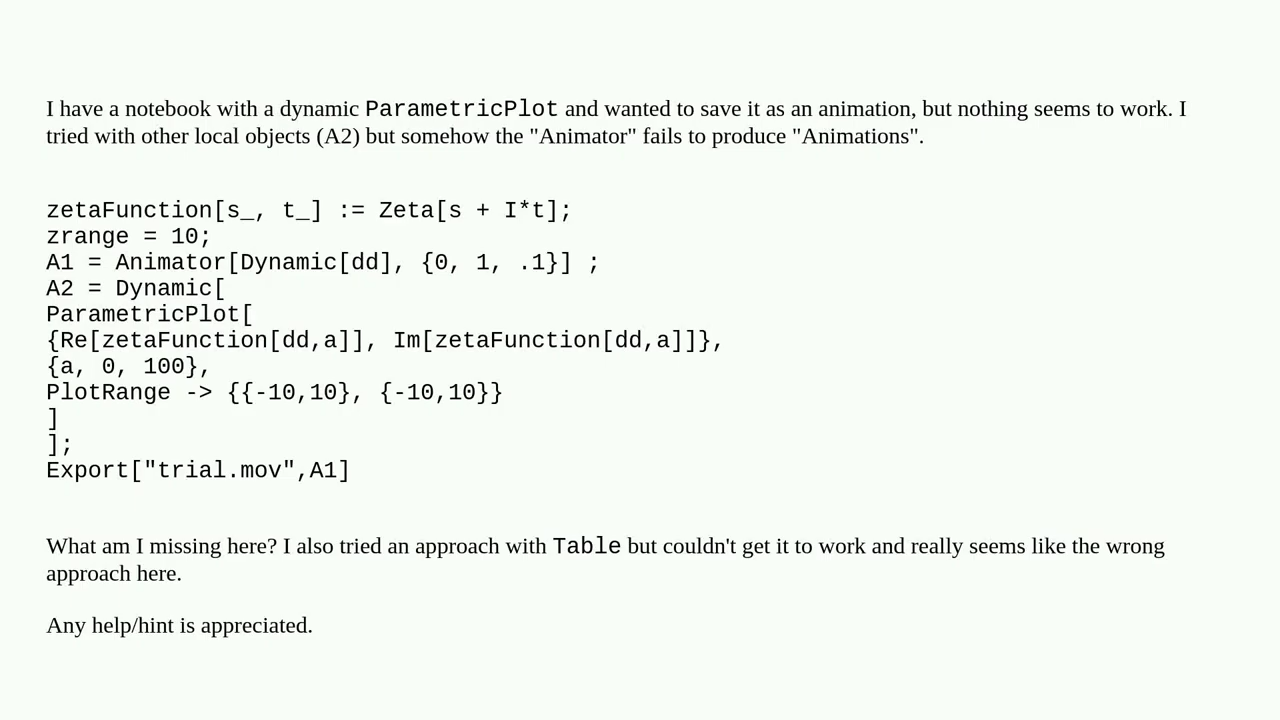 I have a notebook with a dynamic ParametricPlot and wanted to save it as an animation, but nothing seems to work. I
tried with other local objects (A2) but somehow the "Animator" fails to produce "Animations".
zetaFunction[s_, t_] := Zeta[s + I*t];
zrange = 10;
A1 = Animator[Dynamic[dd], {0, 1, .1}] ;
A2 = Dynamic[
ParametricPlot[
{Re[zetaFunction[dd,a]], Im[zetaFunction[dd,a]]},
{a, 0, 100},
PlotRange -> {{-10,10}, {-10,10}}
]
];
Export["trial.mov",A1]
What am I missing here? I also tried an approach with Table but couldn't get it to work and really seems like the wrong
approach here.
Any help/hint is appreciated.